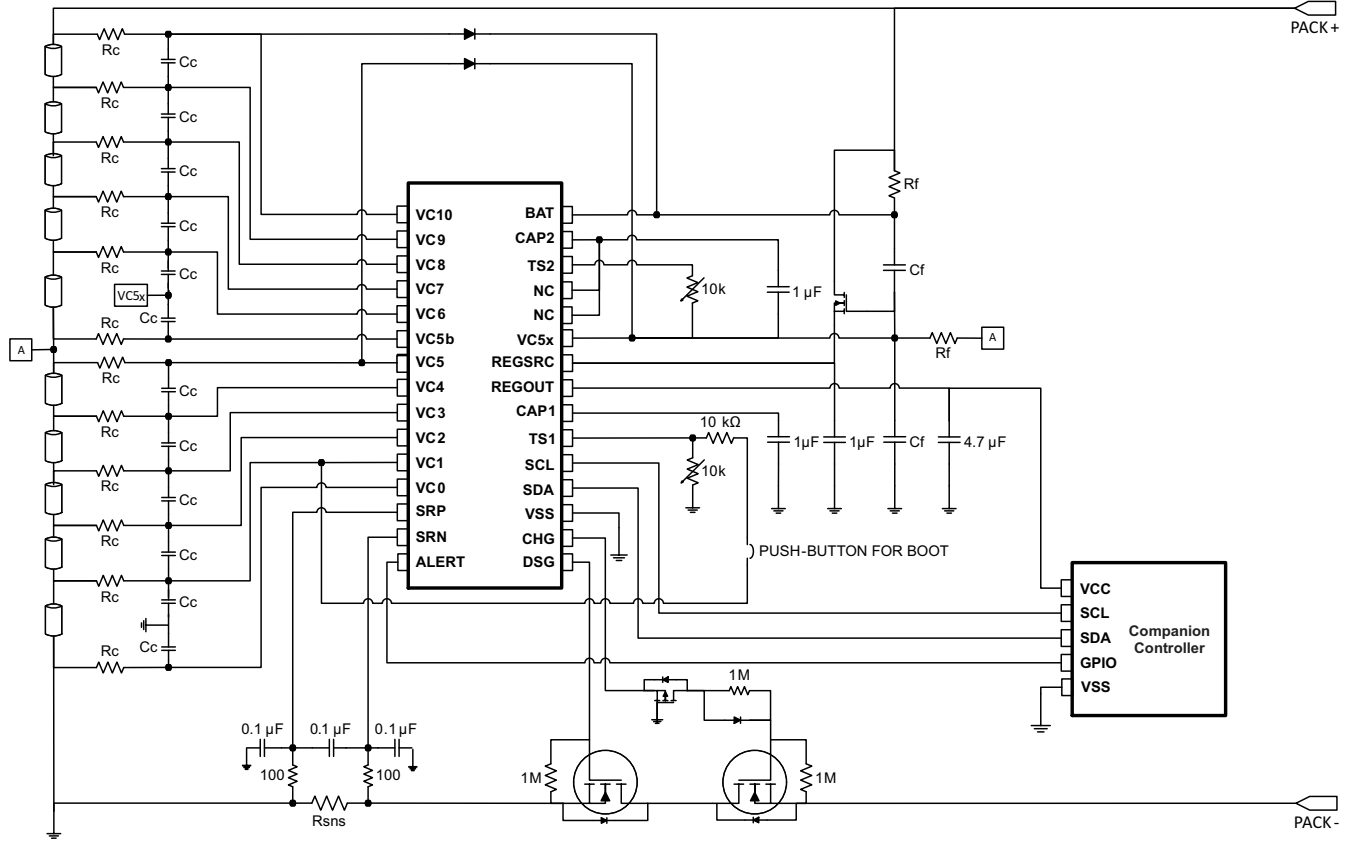 PACK+
Rc
Cc
Rc
Cc
Rc
Cc
Rc
Cc
Rc
Cc
VC5x
Rc
Cc
A
Rc
Cc
Rc
Cc
Rc
Cc
Rc
Cc
Rc
Cc
Rc
Cc
VC10
VC9
VC8
VC7
VC6
VC5b
VC5
VC4
VC3
VC2
VC1
VC0
SRP
SRN
ALERT
BAT
CAP2
TS2
NC
NC
VC5x
REGSRC
REGOUT
CAP1
TS1
SCL
SDA
VSS
CHG
DSG
10k
1 µF
Rf
Cf
Rf
A
10 kΩ
10k
1µF
1µF
Cf
4.7 µF
PUSH-BUTTON FOR BOOT
VCC
SCL
SDA
GPIO
VSS
Companion
Controller
0.1 µF
0.1 µF
0.1 µF
100
100
Rsns
1M
1M
1M
PACK-